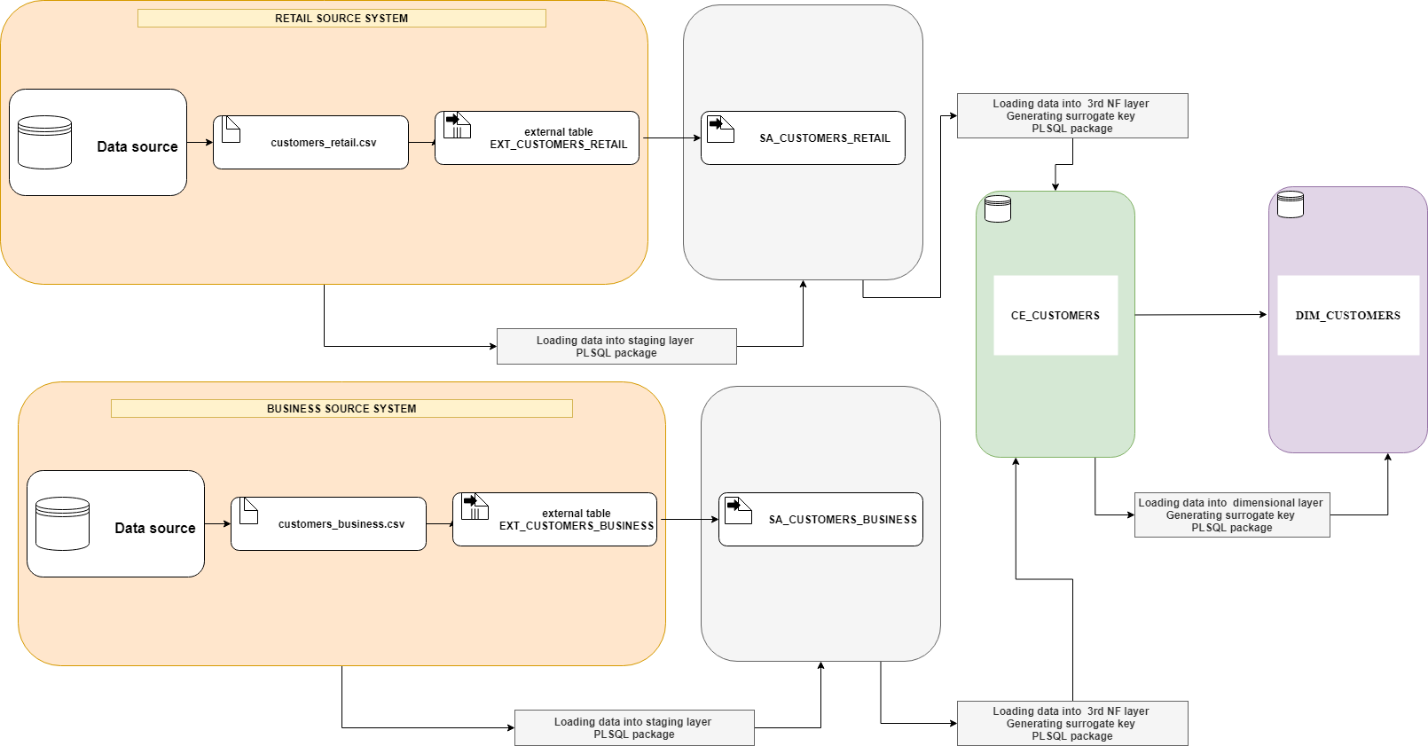 RETAIL SOURCE SYSTEM
Data source
customers_retail.csv
external table
EXT_CUSTOMERS_RETAIL
SA_CUSTOMERS_RETAIL
Loading data into staging layer
PLSQL package
Loading data into 3rd NF layer
Generating surrogate key
PLSQL package
CE_CUSTOMERS
DIM_CUSTOMERS
BUSINESS SOURCE SYSTEM
Data source
customers_business.csv
external table
EXT_CUSTOMERS_BUSINESS
SA_CUSTOMERS_BUSINESS
Loading data into dimensional layer
Generating surrogate key
PLSQL package
Loading data into staging layer
PLSQL package
Loading data into 3rd NF layer
Generating surrogate key
PLSQL package